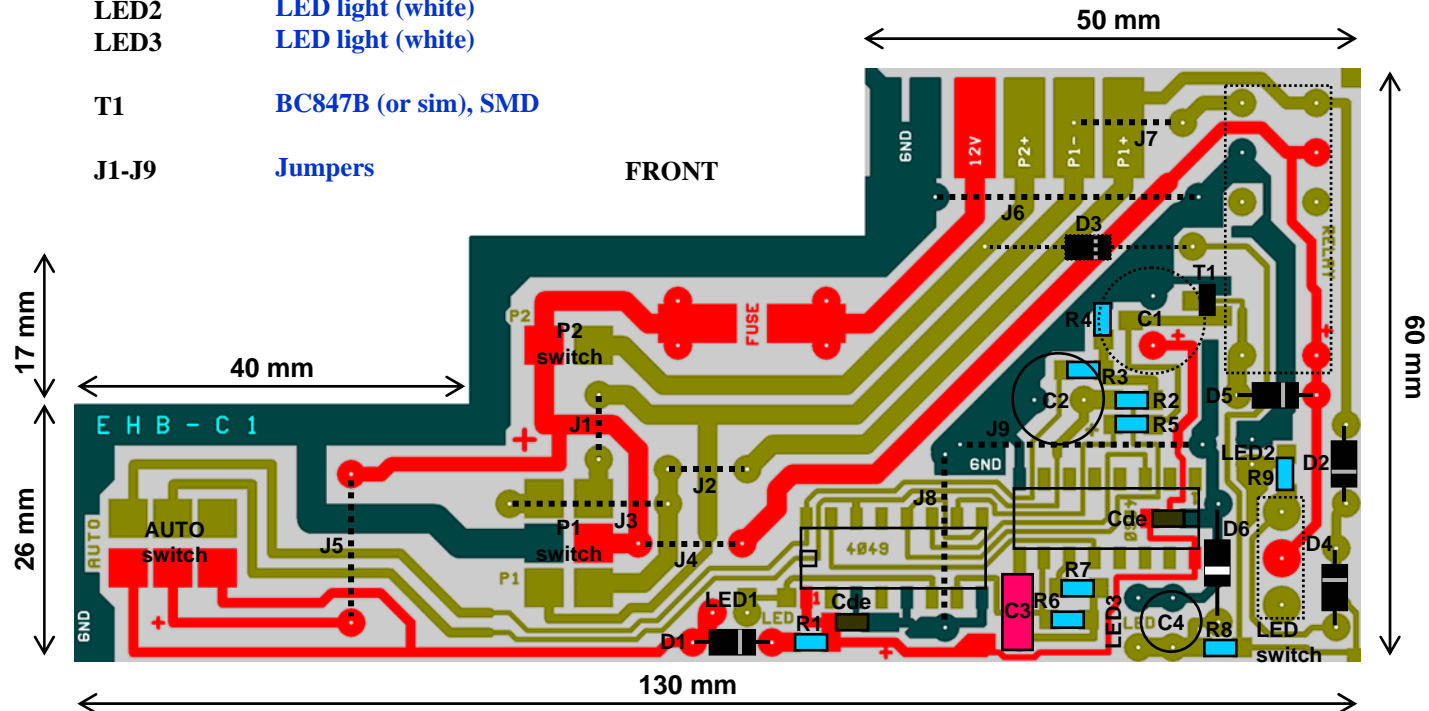 LED2 LED light (white)
LED3 LED light (white)
T1 BC847B (or sim), SMD
J1-J9 Jumpers
FRONT
50 mm
60 mm
17 mm
40 mm
26 mm
130 mm
GND
12V
P2+
P1-
P1+
J7
J6
D3
RELAY
T1
+
P2
P2
switch
FUSE
R4
C1
+
R3
C2
R2
R5
D5
E H B - C 1
J1
+
J9
GND
LED2
R9
D2
J2
J8
J3
AUTO
AUTO
switch
J5
P1
switch
J4
P1
4049
Cde
D6
D4
LED1
LED
1
Cde
R7
R6
C3
LED3
LED
C4
R8
LED
switch
GND
+
D1
R1
+